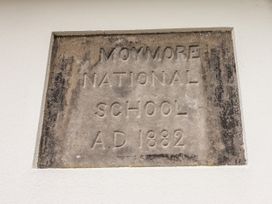 MOYMORE
NATIONAL
SCHOOL
A.D 1882